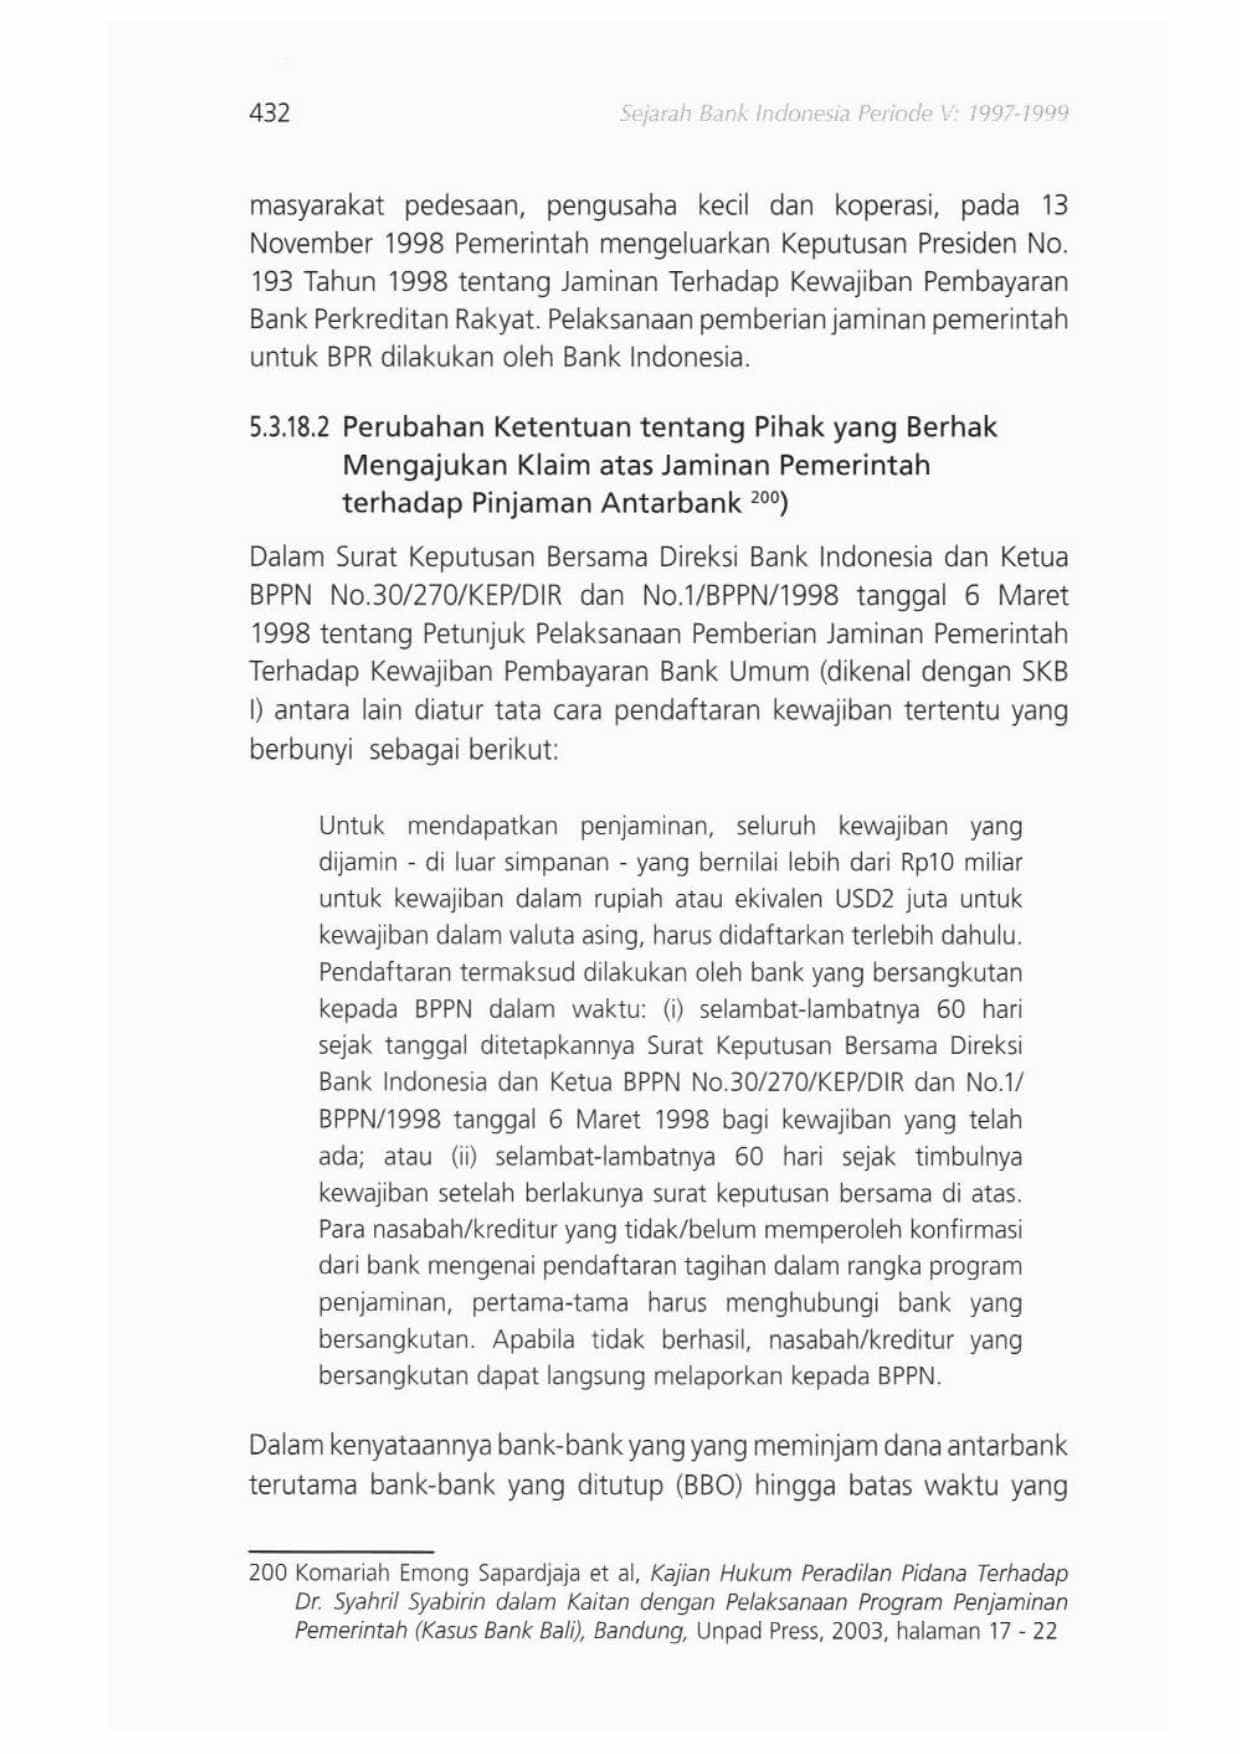 432
Sejarah Bank Indonesia Periode V: 1997-1999
masyarakat pedesaan, pengusaha kecil dan koperasi, pada 13
November 1998 Pemerintah mengeluarkan Keputusan Presiden No.
193 Tahun 1998 tentang Jaminan Terhadap Kewajiban Pembayaran
Bank Perkreditan Rakyat. Pelaksanaan pemberian jaminan pemerintah
untuk BPR dilakukan oleh Bank Indonesia.
5.3.18.2 Perubahan Ketentuan tentang Pihak yang Berhak
Mengajukan Klaim atas Jaminan Pemerintah
terhadap Pinjaman Antarbank 200)
Dalam Surat Keputusan Bersama Direksi Bank Indonesia dan Ketua
BPPN No.30/270/KEP/DIR dan No.1/BPPN/1998 tanggal 6 Maret
1998 tentang Petunjuk Pelaksanaan Pemberian Jaminan Pemerintah
Terhadap Kewajiban Pembayaran Bank Umum (dikenal dengan SKB
I) antara lain diatur tata cara pendaftaran kewajiban tertentu yang
berbunyi sebagai berikut:
Untuk mendapatkan penjaminan, seluruh kewajiban yang
dijamin - di luar simpanan - yang bernilai lebih dari Rp10 miliar
untuk kewajiban dalam rupiah atau ekivalen USD2 juta untuk
kewajiban dalam valuta asing, harus didaftarkan terlebih dahulu.
Pendaftaran termaksud dilakukan oleh bank yang bersangkutan
kepada BPPN dalam waktu: (i) selambat-lambatnya 60 hari
sejak tanggal ditetapkannya Surat Keputusan Bersama Direksi
Bank Indonesia dan Ketua BPPN No.30/270/KEP/DIR dan No.1/
BPPN/1998 tanggal 6 Maret 1998 bagi kewajiban yang telah
ada; atau (ii) selambat-lambatnya 60 hari sejak timbulnya
kewajiban setelah berlakunya surat keputusan bersama di atas.
Para nasabah/kreditur yang tidak/belum memperoleh konfirmasi
dari bank mengenai pendaftaran tagihan dalam rangka program
penjaminan, pertama-tama harus menghubungi bank yang
bersangkutan. Apabila tidak berhasil, nasabah/kreditur yang
bersangkutan dapat langsung melaporkan kepada BPPN.
Dalam kenyataannya bank-bank yang yang meminjam dana antarbank
terutama bank-bank yang ditutup (BBO) hingga batas waktu yang
200 Komariah Emong Sapardjaja et al, Kajian Hukum Peradilan Pidana Terhadap
Dr. Syahril Syabirin dalam Kaitan dengan Pelaksanaan Program Penjaminan
Pemerintah (Kasus Bank Bali), Bandung, Unpad Press, 2003, halaman 17 - 22